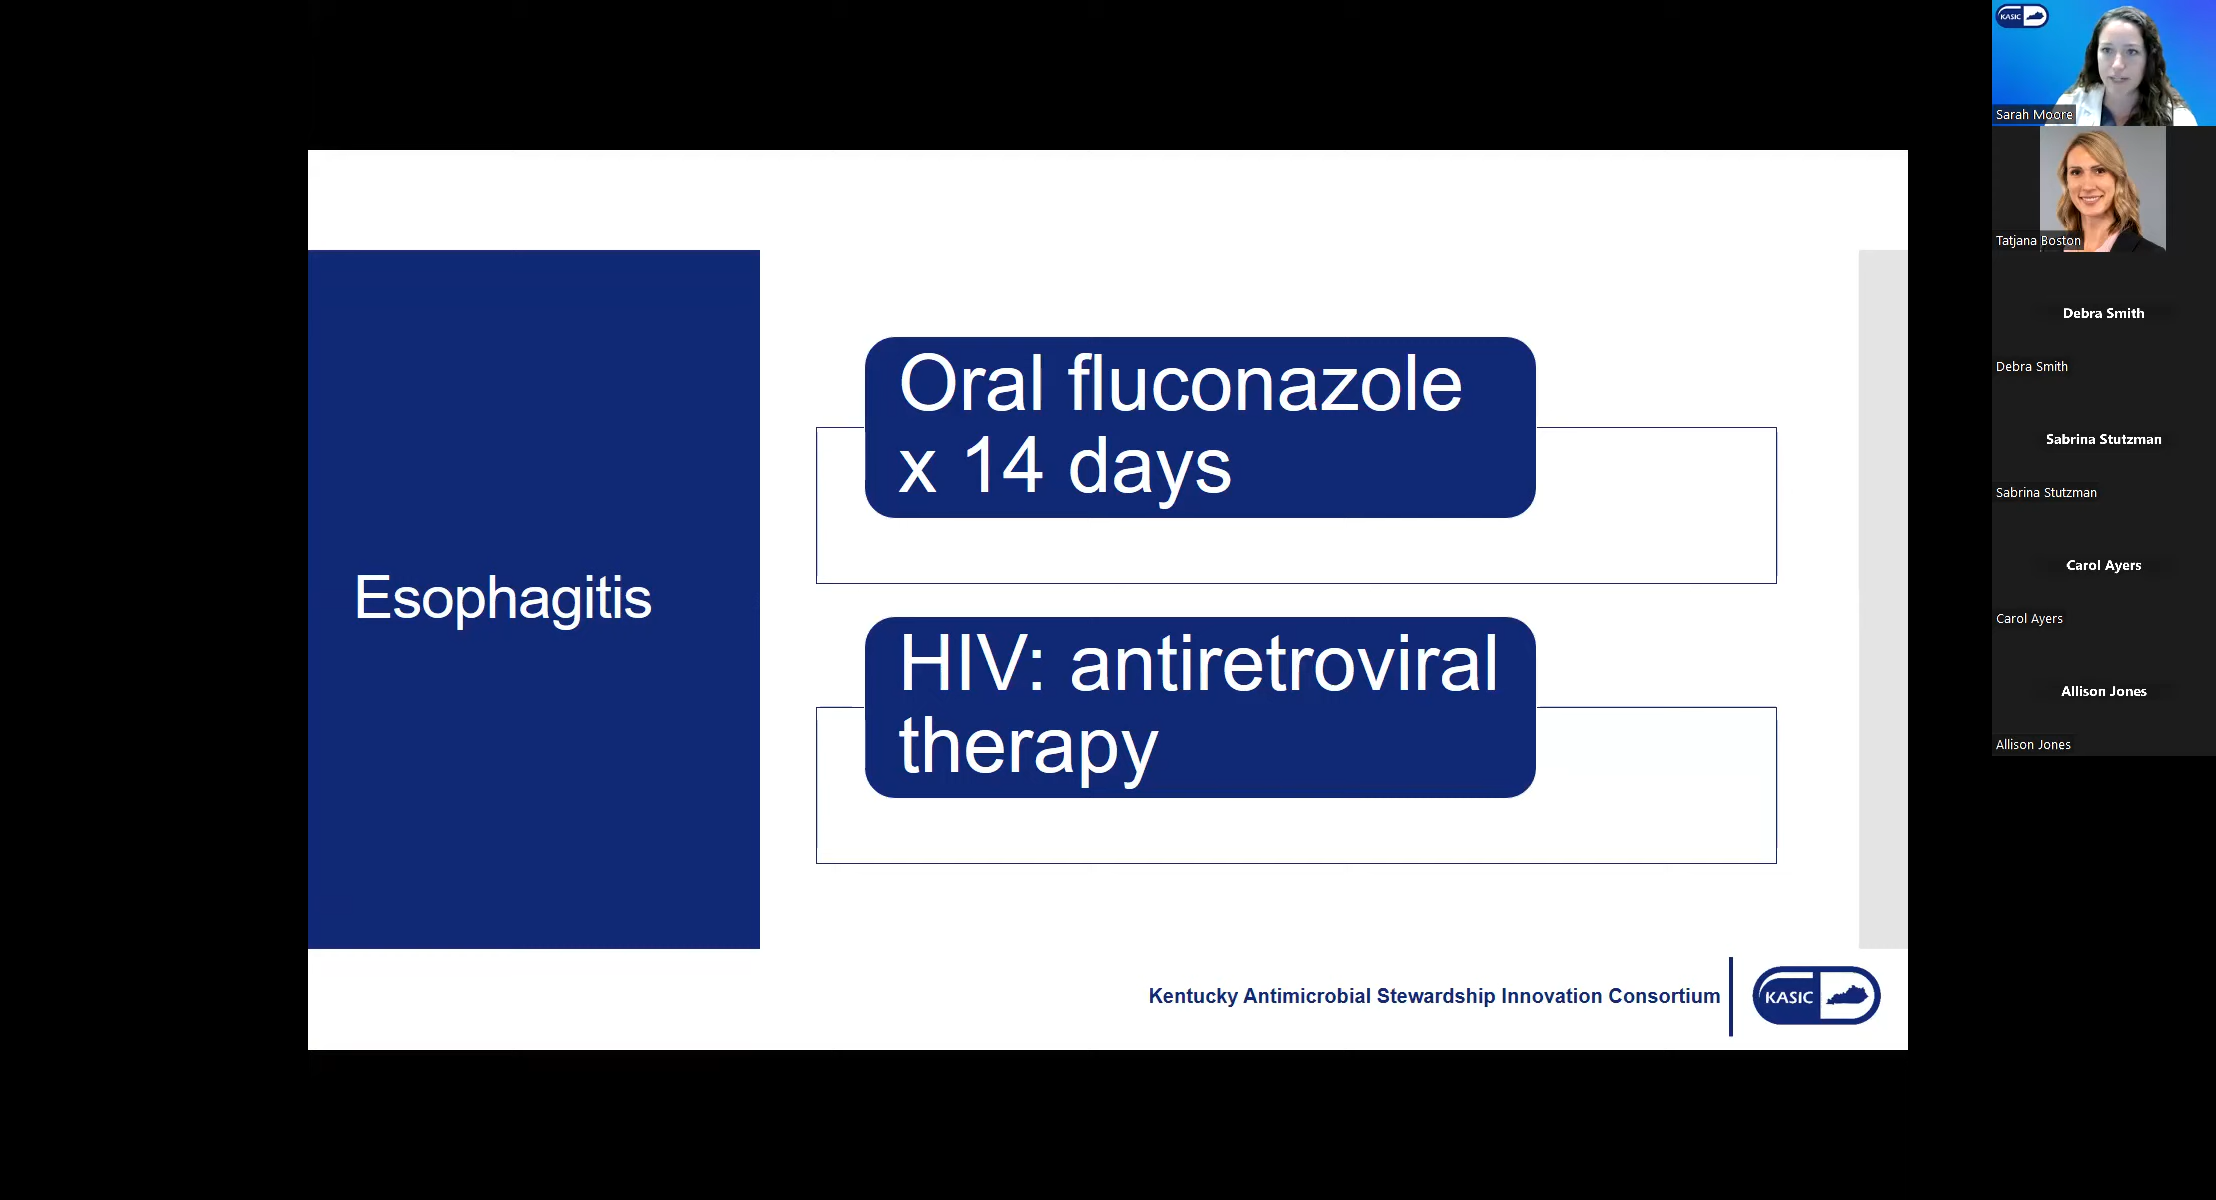 Esophagitis
Oral fluconazole
x 14 days
HIV: antiretroviral
therapy
Kentucky Antimicrobial Stewardship Innovation Consortium
KASIC
KASIC
Sarah Moore
Tatjana Boston
Debra Smith
Debra Smith
Sabrina Stutzman
Sabrina Stutzman
Carol Ayers
Carol Ayers
Allison Jones
Allison Jones